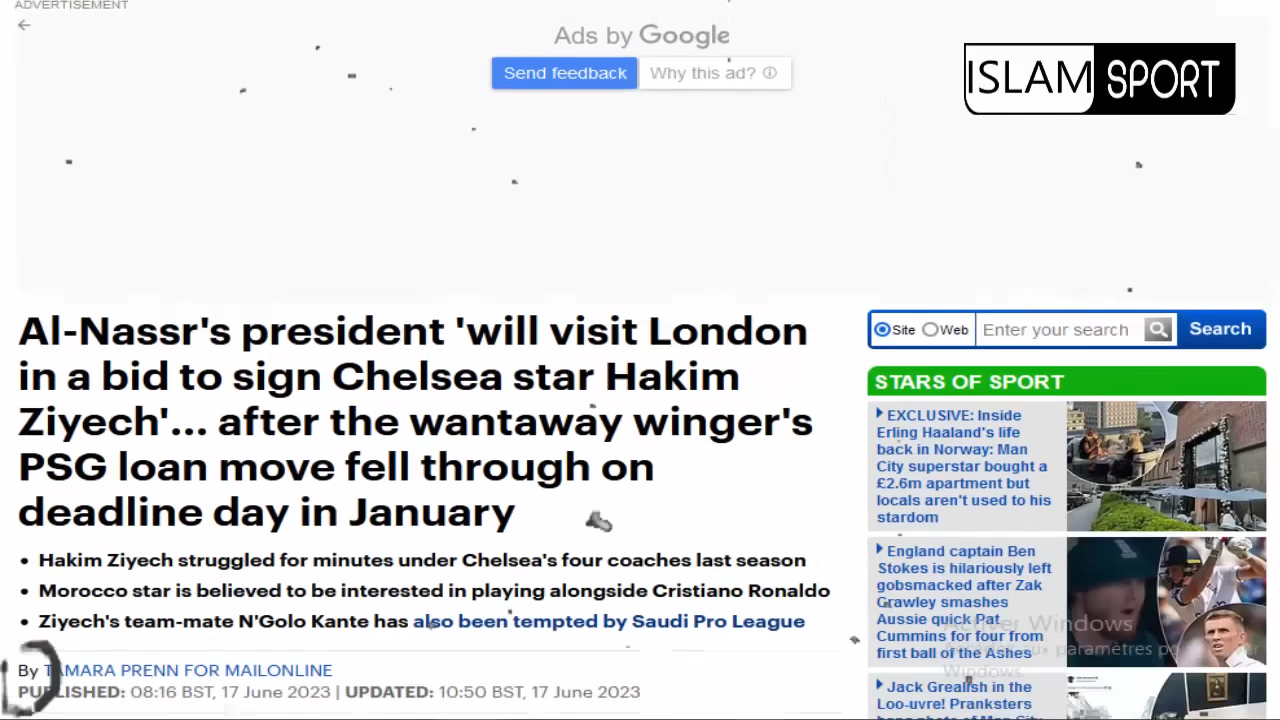 ADVERTISEMENT
Ads by Google
Send feedback
Why this ad?
ISLAM SPORT
Al-Nassr's president 'will visit London
in a bid to sign Chelsea star Hakim
Ziyech'... after the wantaway winger's
PSG loan move fell through on
deadline day in January
• Hakim Ziyech struggled for minutes under Chelsea's four coaches last season
• Morocco star is believed to be interested in playing alongside Cristiano Ronaldo
• Ziyech's team-mate N'Golo Kante has also been tempted by Saudi Pro League
By TAMARA PRENN FOR MAILONLINE
PUBLISHED: 08:16 BST, 17 June 2023 | UPDATED: 10:50 BST, 17 June 2023
Site Web Enter your search Search
STARS OF SPORT
EXCLUSIVE: Inside
Erling Haaland's life
back in Norway: Man
City superstar bought a
£2.6m apartment but
locals aren't used to his
stardom
England captain Ben
Stokes is hilariously left
gobsmacked after Zak
Crawley smashes
Aussie quick Pat
Cummins for four from
first ball of the Ashes
Jack Grealish in the
Loo-uvre! Pranksters
Activer Windows
paramètres
Windows.